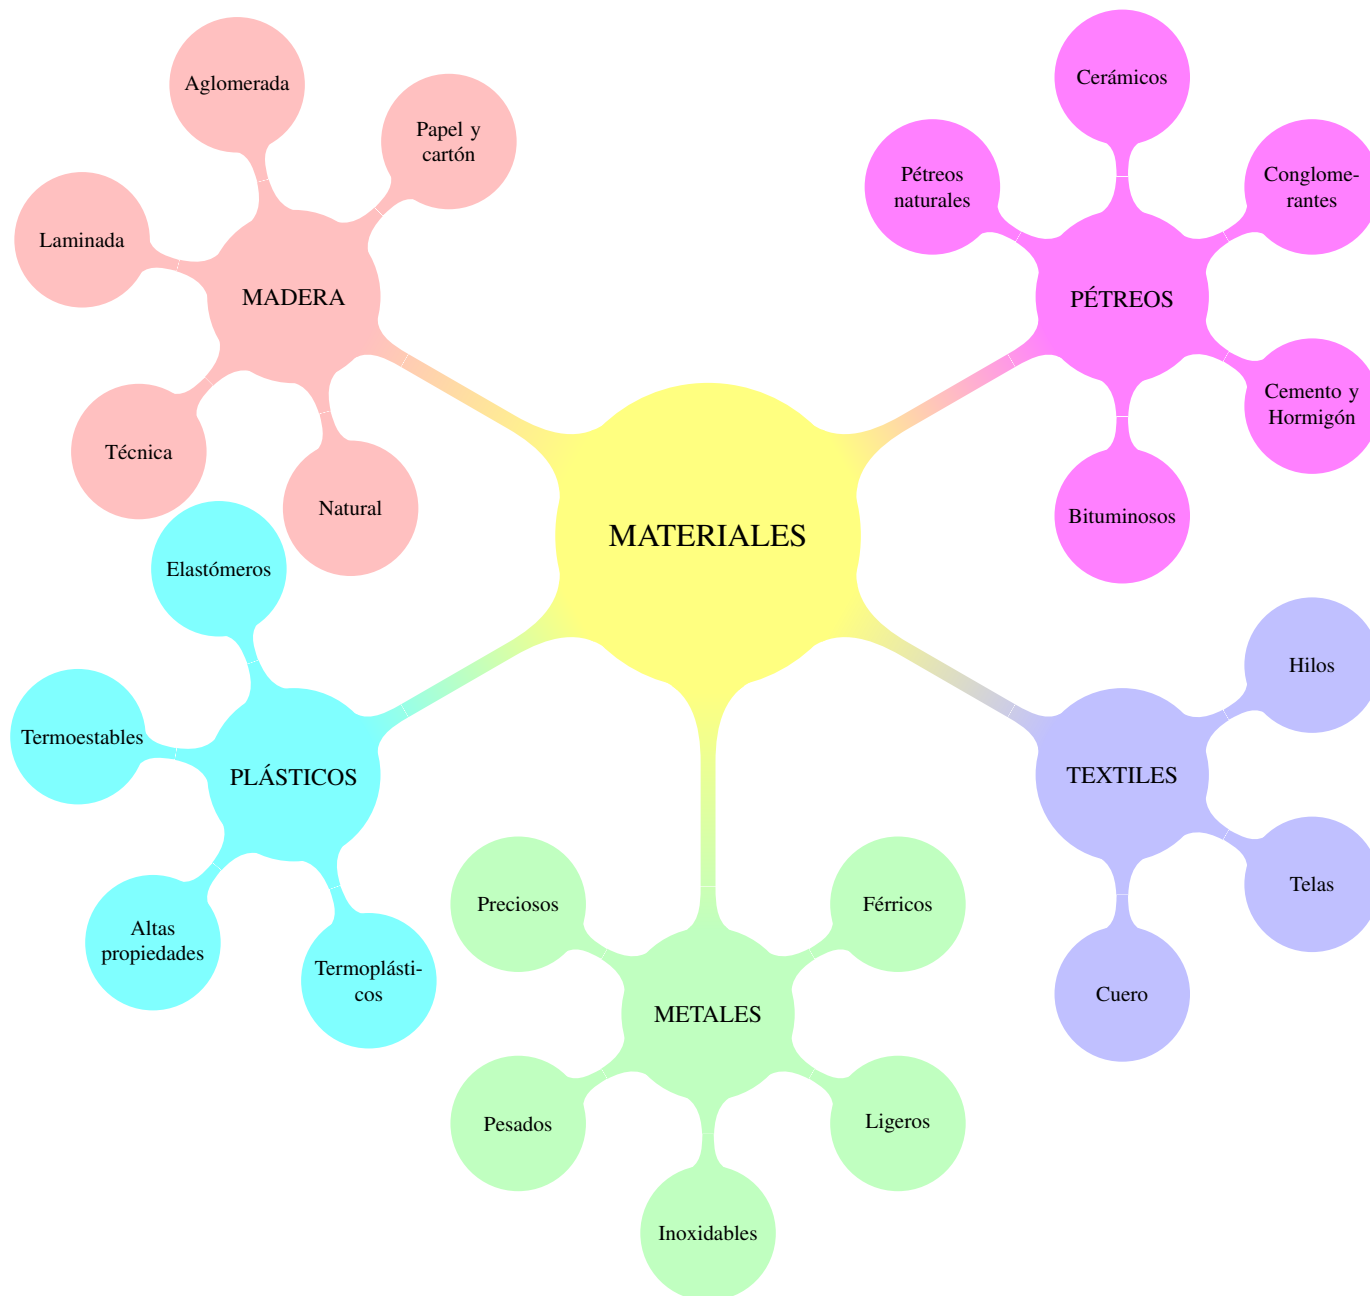 MATERIALES
MADERA
Aglomerada
Papel y
cartón
Laminada
Técnica
Natural
PÉTREOS
Cerámicos
Pétreos
naturales
Conglome-
rantes
Cemento y
Hormigón
Bituminosos
PLÁSTICOS
Elastómeros
Termoestables
Altas
propiedades
Termoplásti-
cos
METALES
Preciosos
Férricos
Pesados
Ligeros
Inoxidables
TEXTILES
Hilos
Telas
Cuero